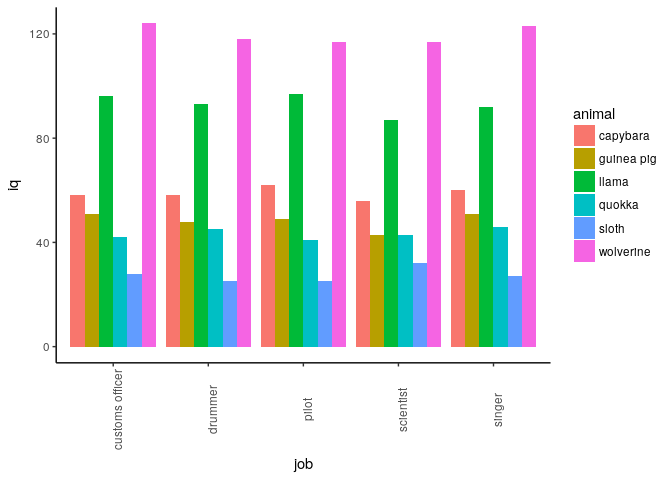 iq
120
80
40
0
customs officer
drummer
pilot
scientist
singer
job
animal
capybara
guinea pig
llama
quokka
sloth
wolverine